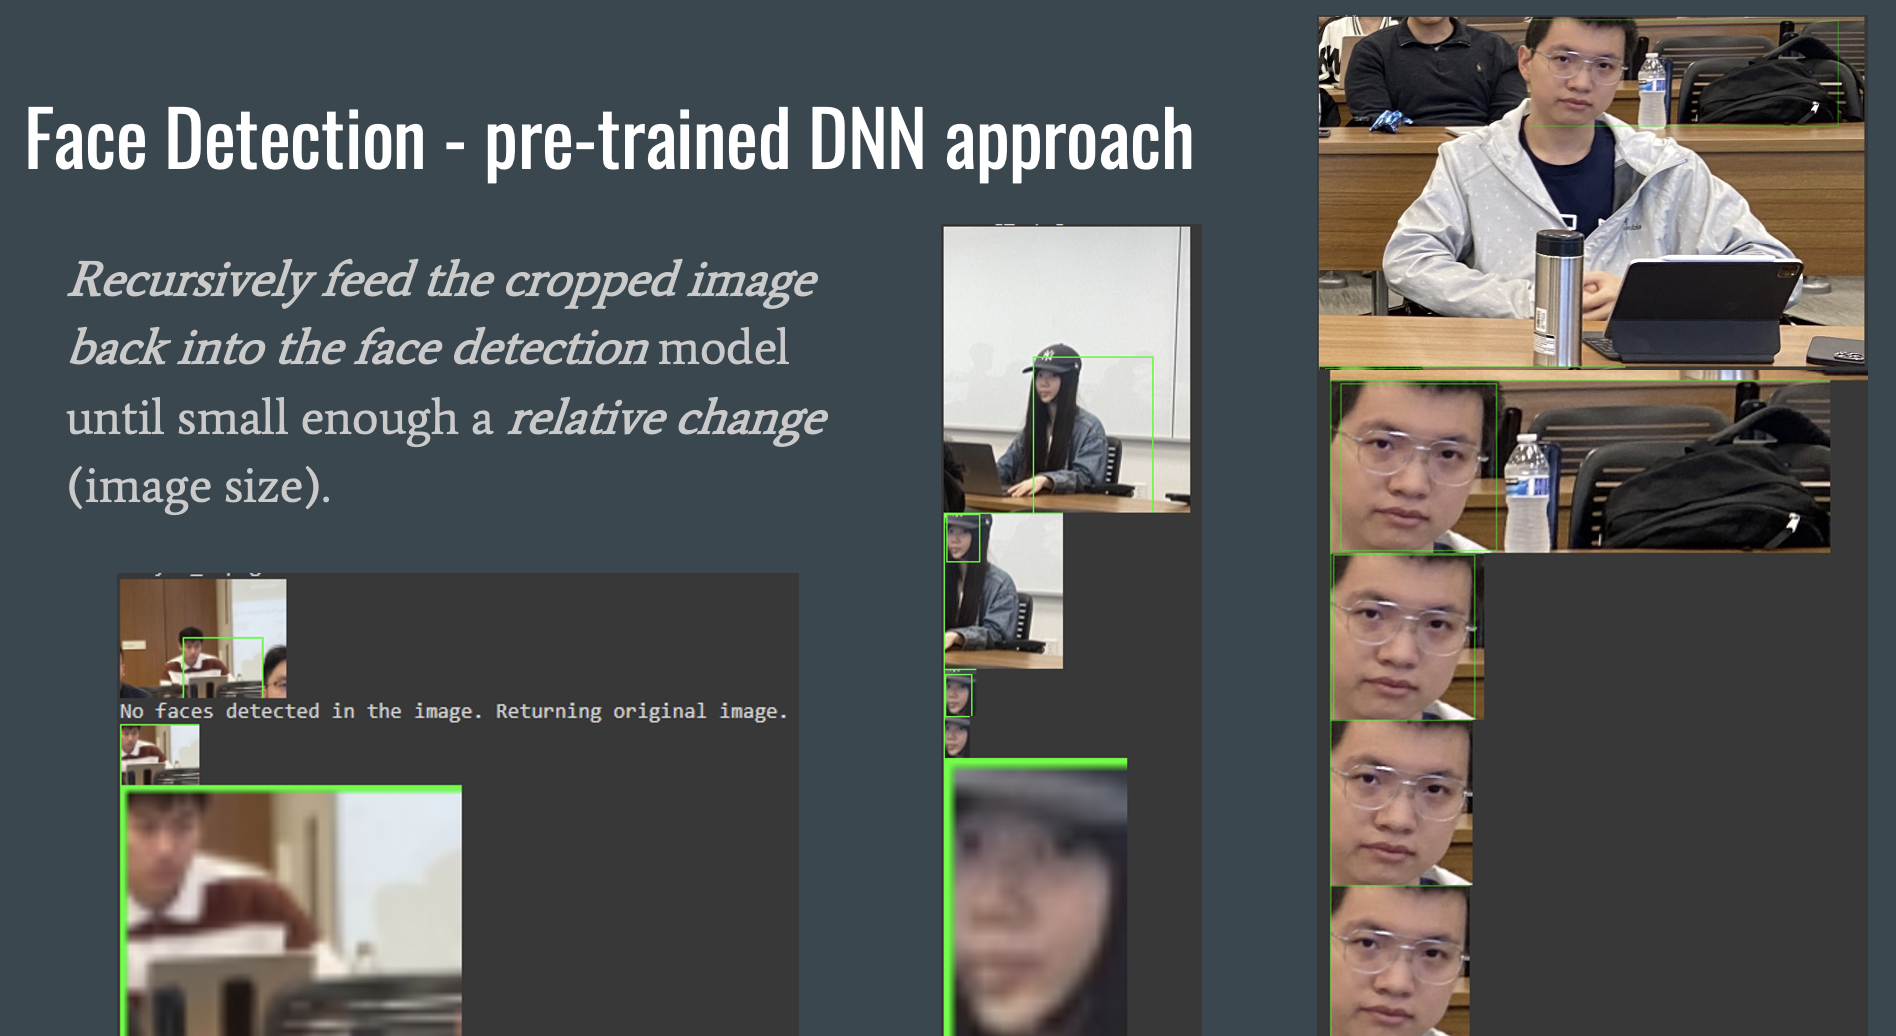 Face Detection - pre-trained DNN approach
Recursively feed the cropped image
back into the face detection model
until small enough a relative change
(image size).
No faces detected in the image. Returning original image.